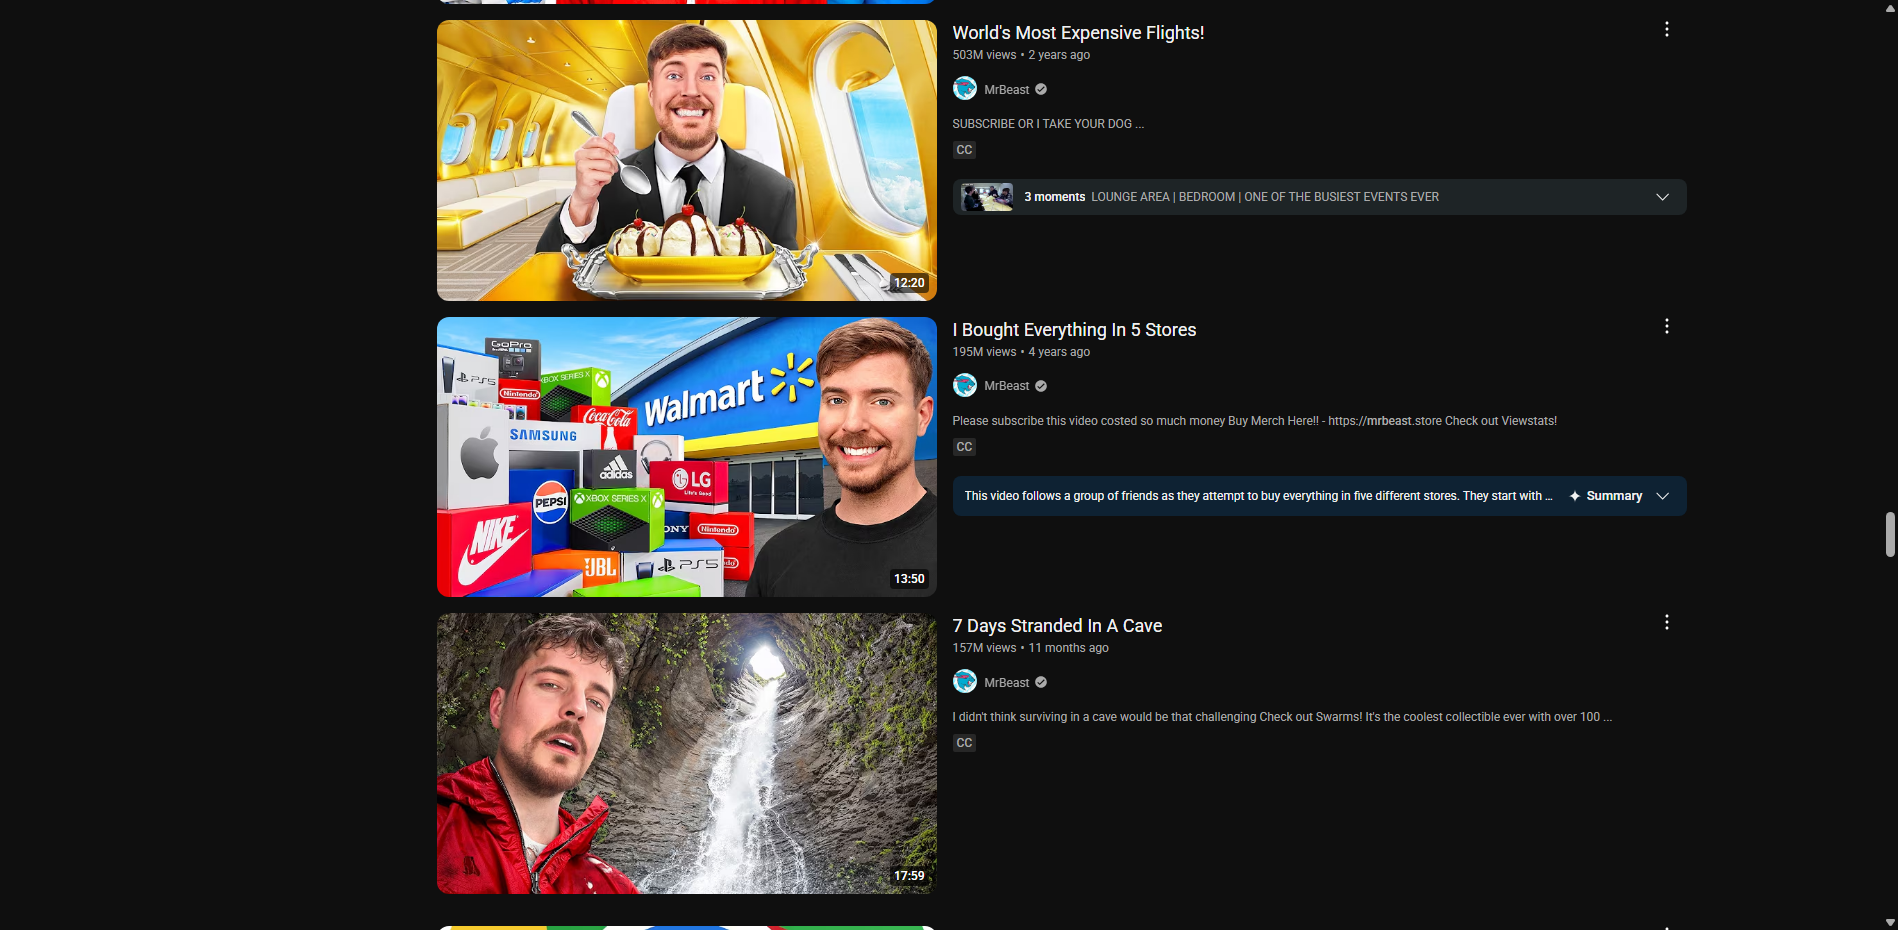 World's Most Expensive Flights!
503M views • 2 years ago
MrBeast
SUBSCRIBE OR I TAKE YOUR DOG ...
CC
3 moments LOUNGE AREA | BEDROOM | ONE OF THE BUSIEST EVENTS EVER
12:20
I Bought Everything In 5 Stores
195M views • 4 years ago
MrBeast
Please subscribe this video costed so much money Buy Merch Here!! - https://mrbeast.store Check out Viewstats!
CC
This video follows a group of friends as they attempt to buy everything in five different stores. They start with ... Summary
GoPro
PS5
Nintendo
XBOX SERIES X
Coca-Cola
Walmart
SAMSUNG
adidas
LG
Life's Good
PEPSI
XBOX SERIES X
NIKE
ONY
Nintendo
JBL
PS5
do
13:50
7 Days Stranded In A Cave
157M views • 11 months ago
MrBeast
I didn't think surviving in a cave would be that challenging Check out Swarms! It's the coolest collectible ever with over 100 ...
CC
17:59